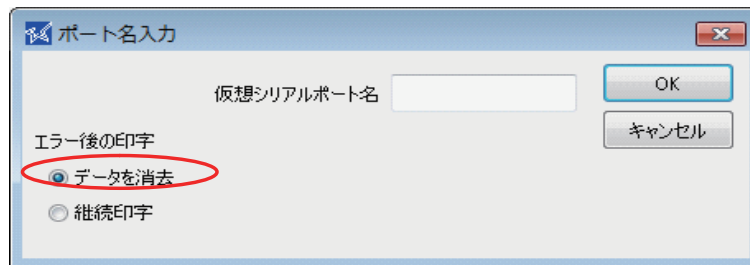 ポート名入力
仮想シリアルポート名
OK
キャンセル
エラー後の印字
データを消去
継続印字